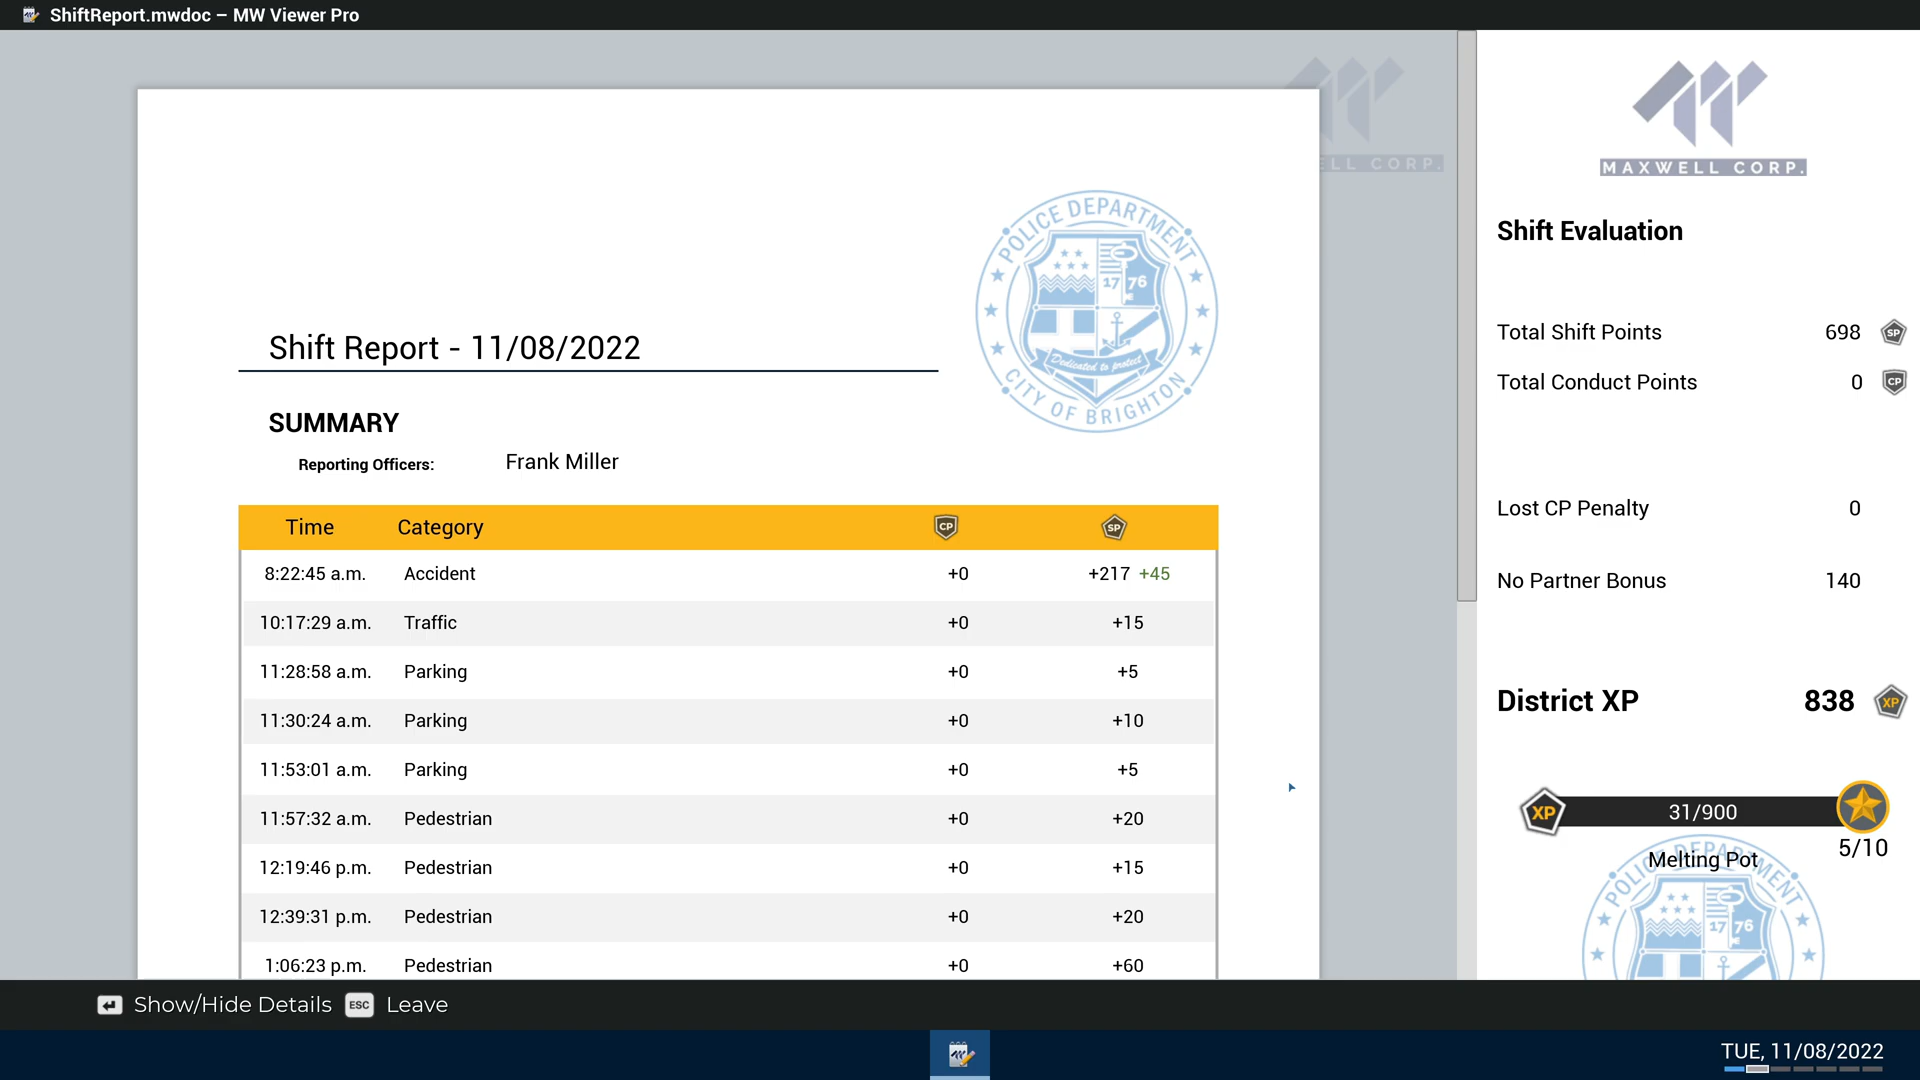 ShiftReport.mwdoc – MW Viewer Pro
ELL CORP.
MAXWELL CORP.
POLICE DEPARTMENT
1776
Dedicated to protect
CITY OF BRIGHTON
Shift Report - 11/08/2022
SUMMARY
Reporting Officers: Frank Miller
Time Category CP SP
8:22:45 a.m. Accident +0 +217 +45
10:17:29 a.m. Traffic +0 +15
11:28:58 a.m. Parking +0 +5
11:30:24 a.m. Parking +0 +10
11:53:01 a.m. Parking +0 +5
11:57:32 a.m. Pedestrian +0 +20
12:19:46 p.m. Pedestrian +0 +15
12:39:31 p.m. Pedestrian +0 +20
1:06:23 p.m. Pedestrian +0 +60
Shift Evaluation
Total Shift Points 698 SP
Total Conduct Points 0 CP
Lost CP Penalty 0
No Partner Bonus 140
District XP 838 XP
XP 31/900
5/10
Melting Pot
POLICE DEPARTMENT
1776
Show/Hide Details ESC Leave
TUE, 11/08/2022